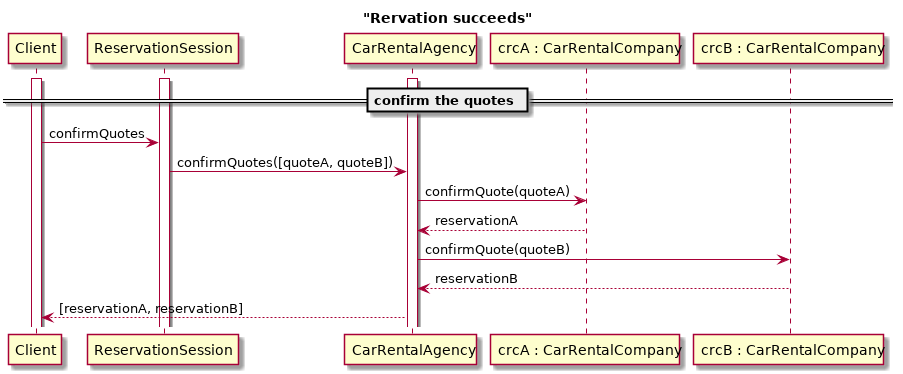 "Rervation succeeds"
Client
ReservationSession
CarRentalAgency
crcA : CarRentalCompany
crcB : CarRentalCompany
confirm the quotes
confirmQuotes
confirmQuotes([quoteA, quoteB])
confirmQuote(quoteA)
reservationA
confirmQuote(quoteB)
reservationB
[reservationA, reservationB]
Client
ReservationSession
CarRentalAgency
crcA : CarRentalCompany
crcB : CarRentalCompany